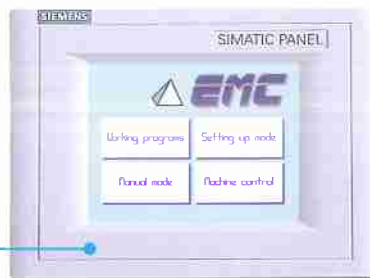 SIEMENS
SIMATIC PANEL
EMC
Working programs
Setting up mode
Manual mode
Machine control